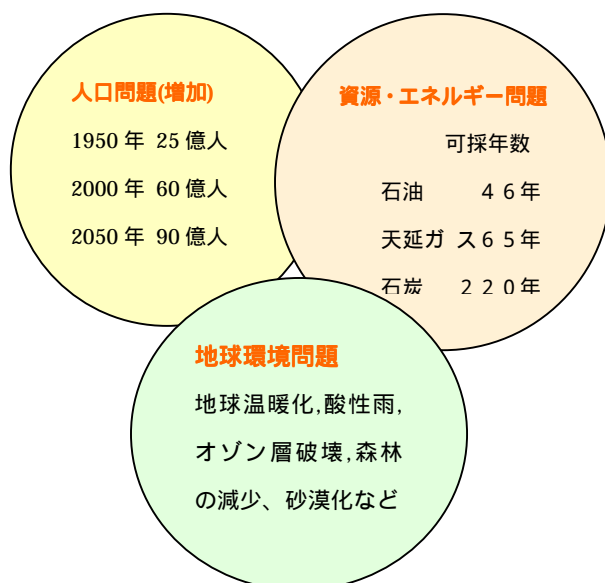 人口問題(増加)
1950年 25億人
2000年 60億人
2050年 90億人
資源・エネルギー問題
可採年数
石油 46年
天延ガス65年
石炭 220年
地球環境問題
地球温暖化,酸性雨,
オゾン層破壊,森林
の減少、砂漠化など